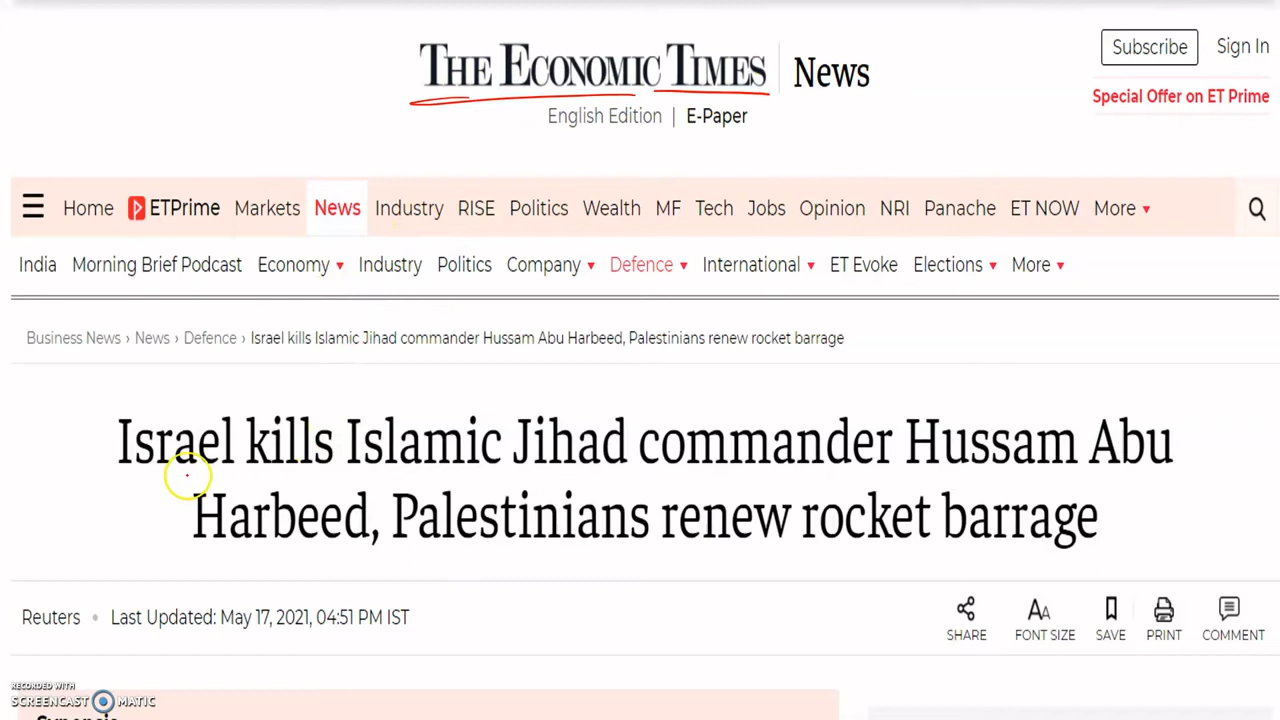 THE ECONOMIC TIMES | News
Subscribe Sign In
Special Offer on ET Prime
English Edition | E-Paper
Home ETPrime Markets News Industry RISE Politics Wealth MF Tech Jobs Opinion NRI Panache ET NOW More
India Morning Brief Podcast Economy Industry Politics Company Defence International ET Evoke Elections More
Business News › News › Defence › Israel kills Islamic Jihad commander Hussam Abu Harbeed, Palestinians renew rocket barrage
Israel kills Islamic Jihad commander Hussam Abu
Harbeed, Palestinians renew rocket barrage
Reuters • Last Updated: May 17, 2021, 04:51 PM IST
SHARE FONT SIZE SAVE PRINT COMMENT
RECORDED WITH
SCREENCAST MATIC
Synopsis